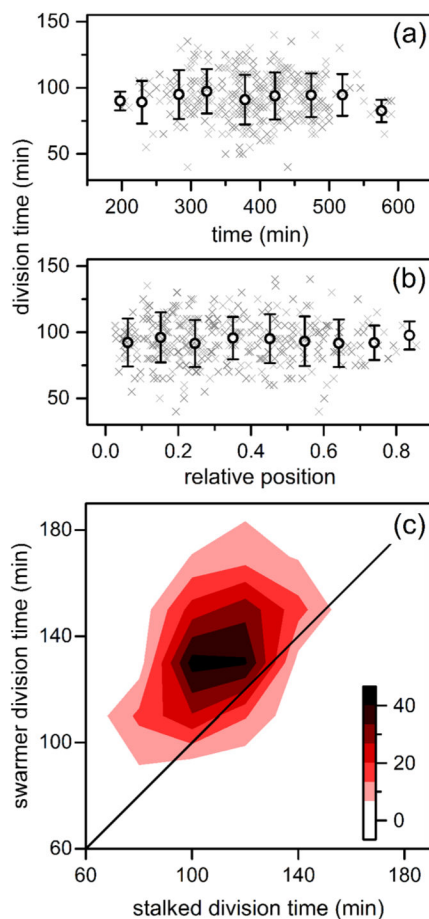 (a)
150
100
50
200 300 400 500 600
time (min)
division time (min)
(b)
150
100
50
0.0 0.2 0.4 0.6 0.8
relative position
(c)
180
140
100
60
swarmer division time (min)
40
20
0
60 100 140 180
stalked division time (min)